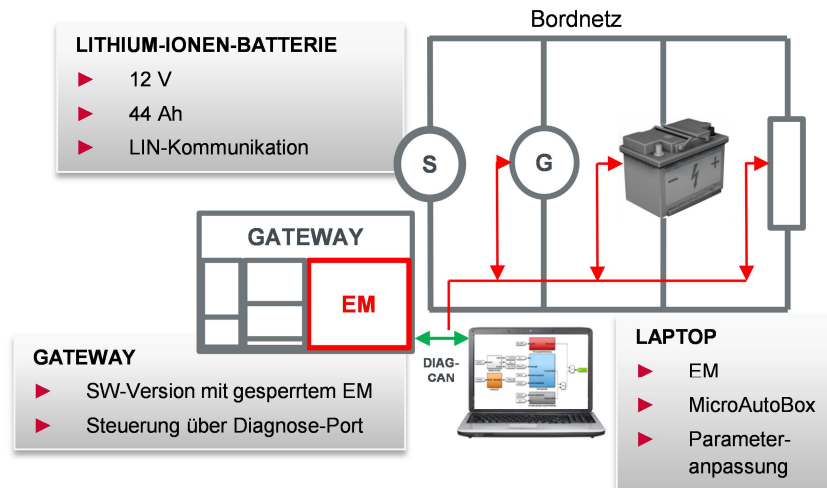 Bordnetz
LITHIUM-IONEN-BATTERIE
► 12 V
► 44 Ah
► LIN-Kommunikation
S
G
GATEWAY
EM
DIAG-
CAN
GATEWAY
► SW-Version mit gesperrtem EM
► Steuerung über Diagnose-Port
LAPTOP
► EM
► MicroAutoBox
► Parameter-
anpassung